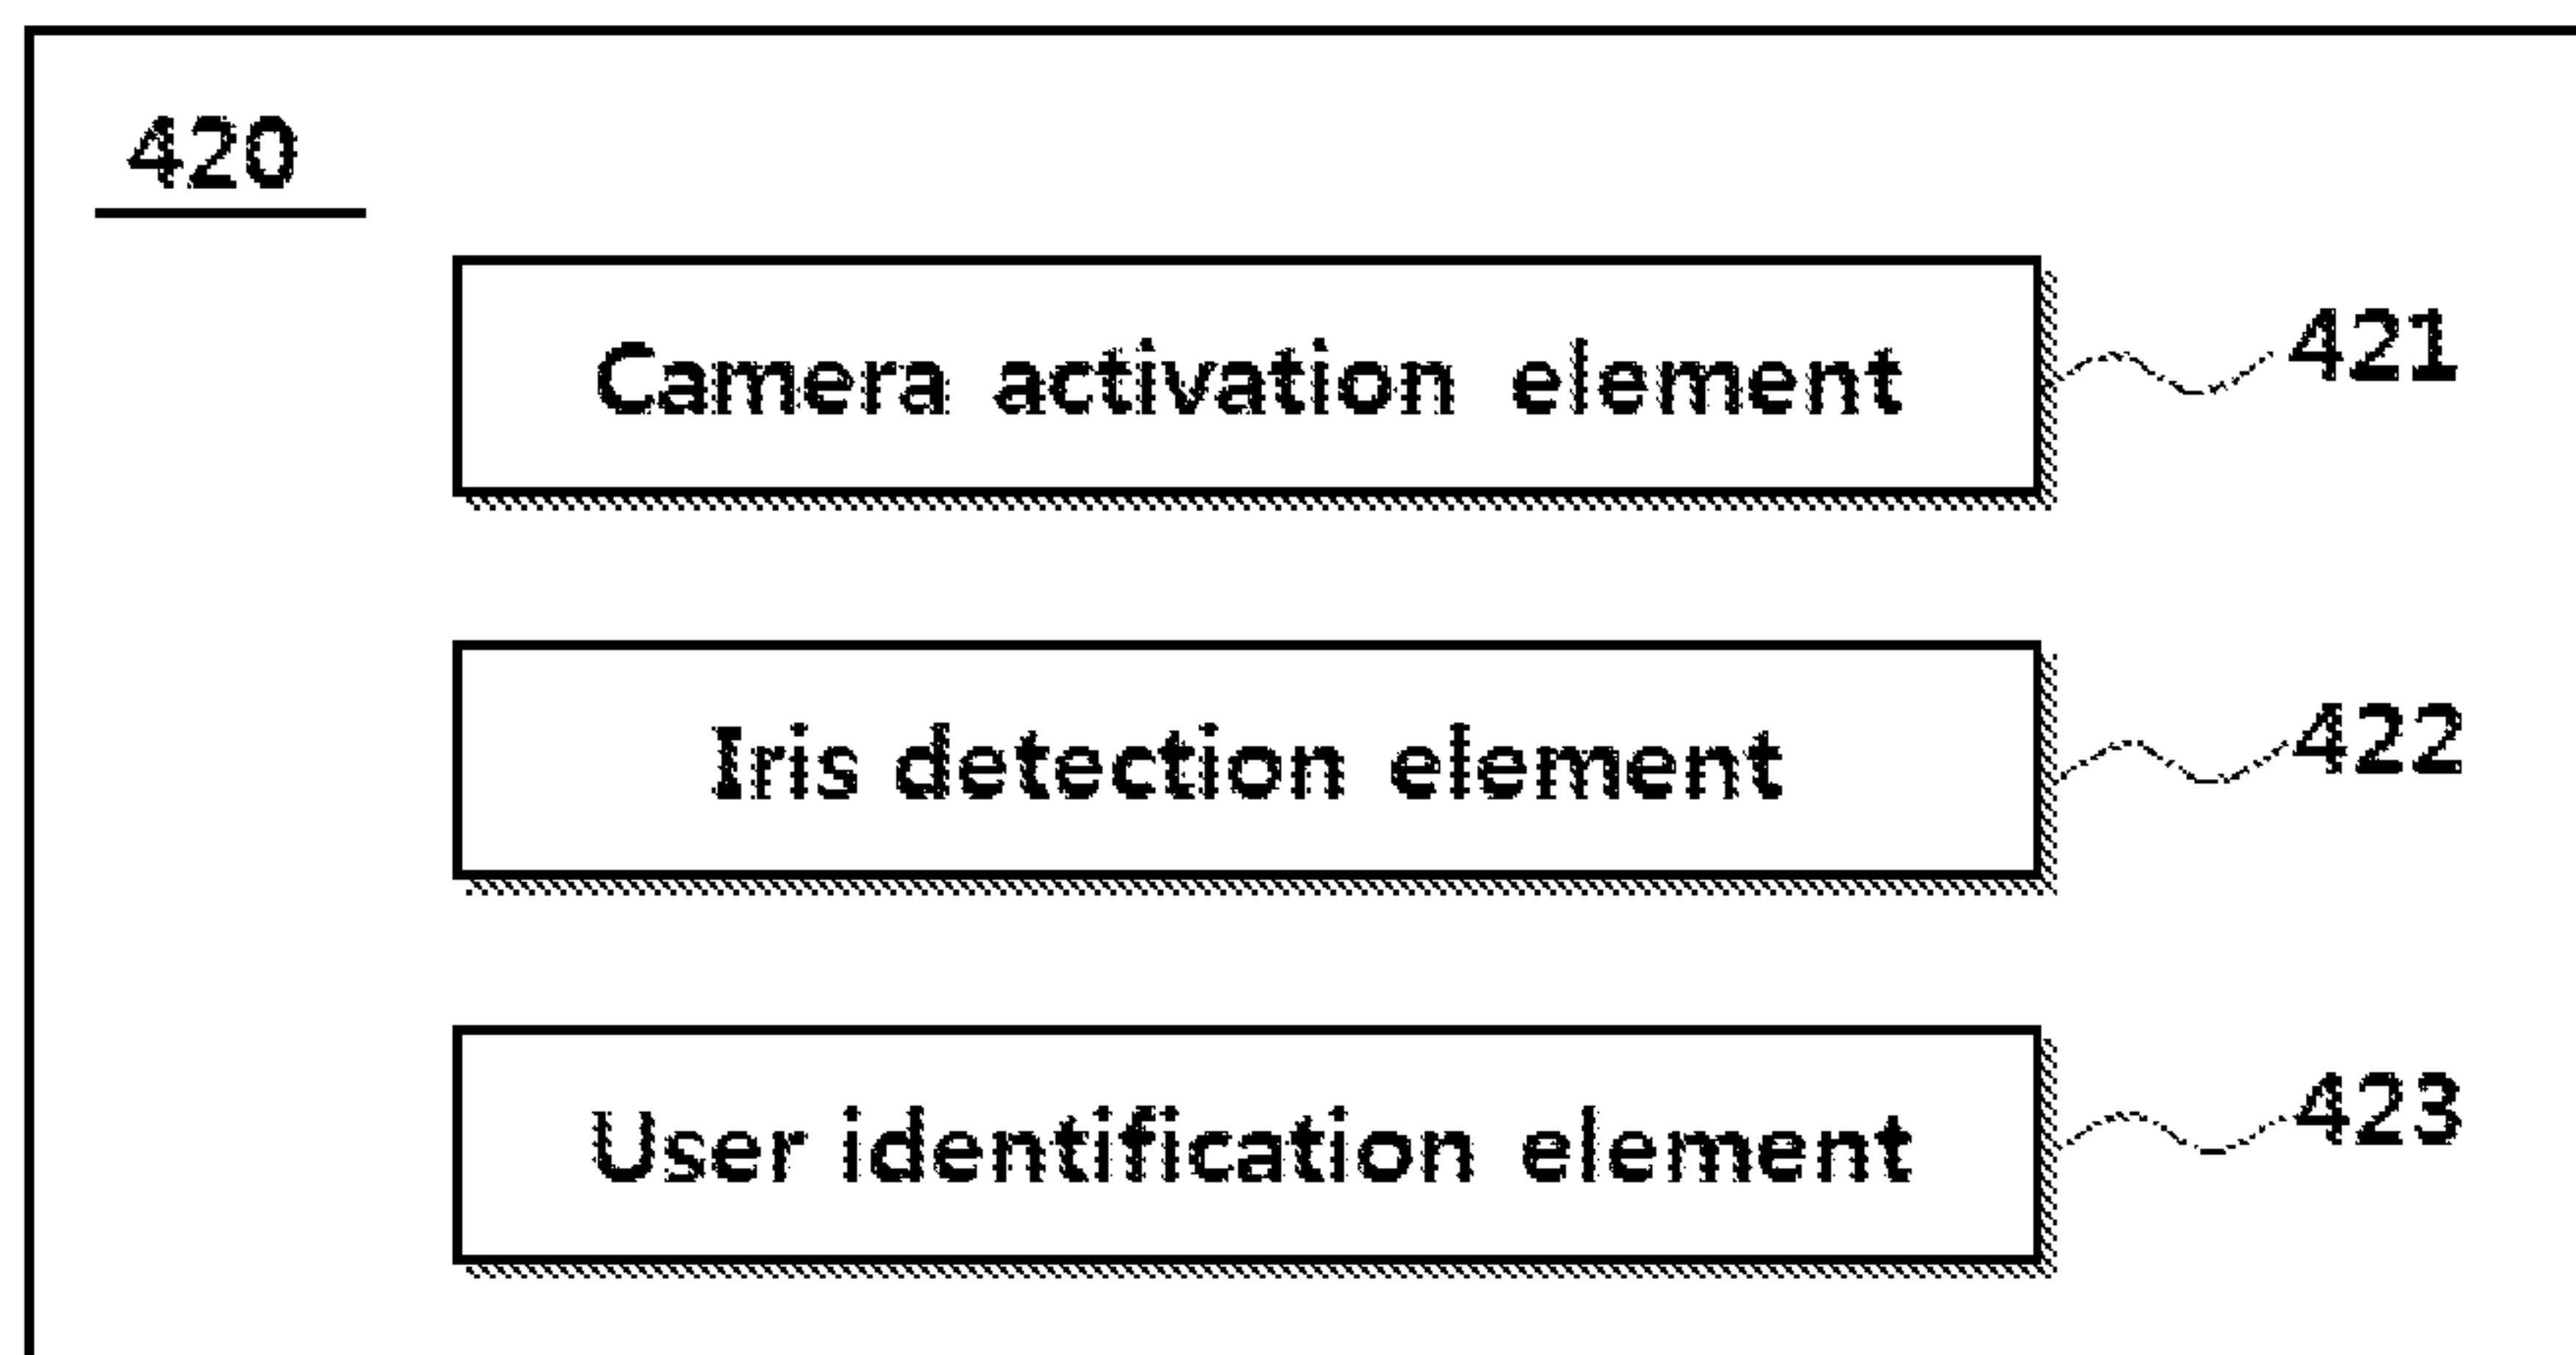 420
Camera activation element 421
Iris detection element 422
User identification element 423